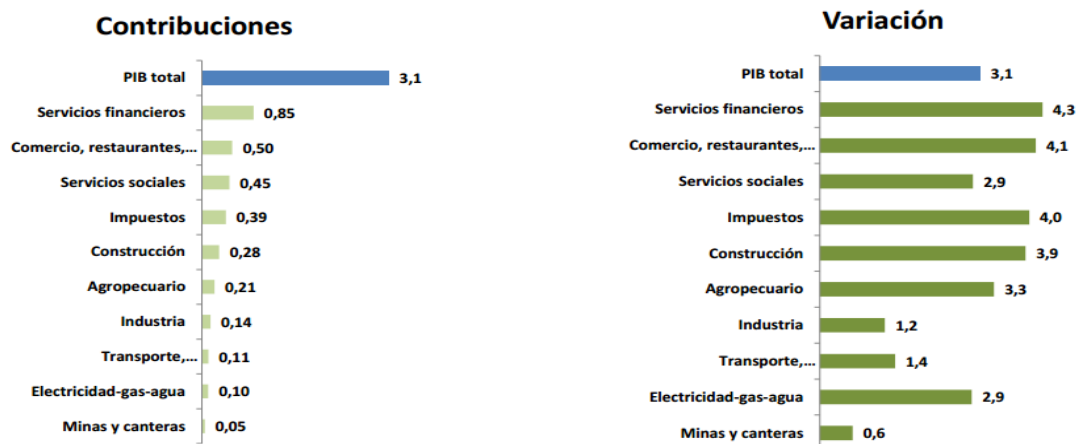 Contribuciones
PIB total 3,1
Servicios financieros 0,85
Comercio, restaurantes,... 0,50
Servicios sociales 0,45
Impuestos 0,39
Construcción 0,28
Agropecuario 0,21
Industria 0,14
Transporte,... 0,11
Electricidad-gas-agua 0,10
Minas y canteras 0,05
Variación
PIB total 3,1
Servicios financieros 4,3
Comercio, restaurantes,... 4,1
Servicios sociales 2,9
Impuestos 4,0
Construcción 3,9
Agropecuario 3,3
Industria 1,2
Transporte,... 1,4
Electricidad-gas-agua 2,9
Minas y canteras 0,6